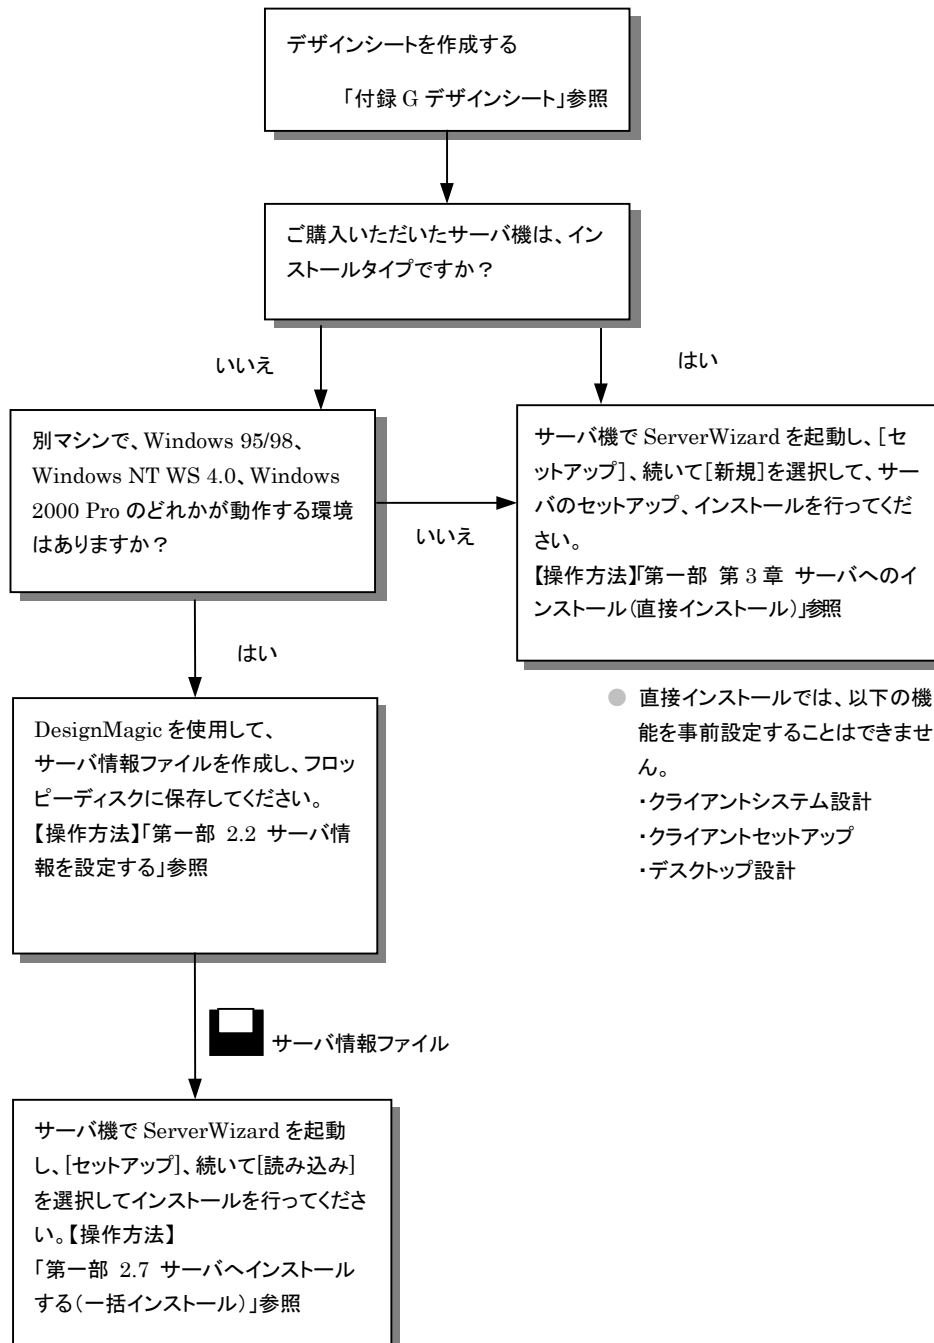 デザインシートを作成する
「付録 G デザインシート」参照
ご購入いただいたサーバ機は、イン
ストールタイプですか？
いいえ
はい
別マシンで、Windows 95/98、
Windows NT WS 4.0、Windows
2000 Pro のどれかが動作する環境
はありますか？
いいえ
サーバ機で ServerWizard を起動し、[セ
ットアップ]、続いて[新規]を選択して、サー
バのセットアップ、インストールを行ってくだ
さい。
【操作方法】「第一部 第 3 章 サーバへのイ
ンストール（直接インストール）」参照
はい
● 直接インストールでは、以下の機
能を事前設定することはできませ
ん。
・クライアントシステム設計
・クライアントセットアップ
・デスクトップ設計
DesignMagic を使用して、
サーバ情報ファイルを作成し、フロッ
ピーディスクに保存してください。
【操作方法】「第一部 2.2 サーバ情
報を設定する」参照
サーバ情報ファイル
サーバ機で ServerWizard を起動
し、[セットアップ]、続いて[読み込み]
を選択してインストールを行ってくださ
い。【操作方法】
「第一部 2.7 サーバへインストール
する（一括インストール）」参照